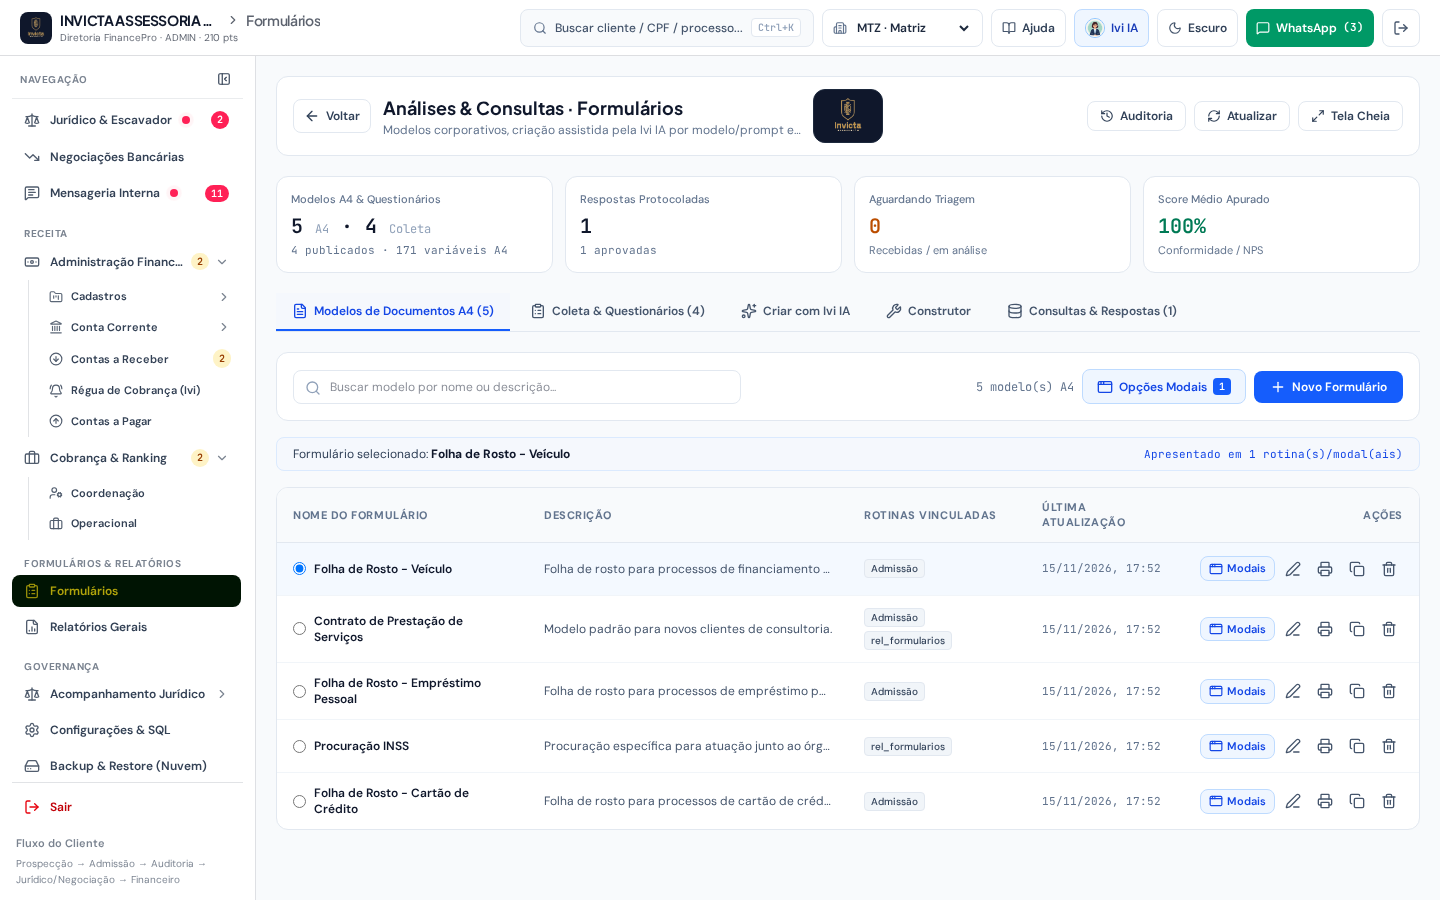 INVICTA ASSESSORIA ...
Diretoria FinancePro · ADMIN · 210 pts
Formulários
Buscar cliente / CPF / processo... Ctrl+K
MTZ · Matriz
Ajuda
Ivi IA
Escuro
WhatsApp (3)
NAVEGAÇÃO
Jurídico & Escavador 2
Negociações Bancárias
Mensageria Interna 11
RECEITA
Administração Financ... 2
Cadastros
Conta Corrente
Contas a Receber 2
Régua de Cobrança (Ivi)
Contas a Pagar
Cobrança & Ranking 2
Coordenação
Operacional
FORMULÁRIOS & RELATÓRIOS
Formulários
Relatórios Gerais
GOVERNANÇA
Acompanhamento Jurídico
Configurações & SQL
Backup & Restore (Nuvem)
Sair
Fluxo do Cliente
Prospecção → Admissão → Auditoria →
Jurídico/Negociação → Financeiro
Voltar
Análises & Consultas · Formulários
Modelos corporativos, criação assistida pela Ivi IA por modelo/prompt e...
Invicta
Auditoria
Atualizar
Tela Cheia
Modelos A4 & Questionários
5 A4 · 4 Coleta
4 publicados · 171 variáveis A4
Respostas Protocoladas
1
1 aprovadas
Aguardando Triagem
0
Recebidas / em análise
Score Médio Apurado
100%
Conformidade / NPS
Modelos de Documentos A4 (5)
Coleta & Questionários (4)
Criar com Ivi IA
Construtor
Consultas & Respostas (1)
Buscar modelo por nome ou descrição...
5 modelo(s) A4
Opções Modais 1
Novo Formulário
Formulário selecionado: Folha de Rosto – Veículo
Apresentado em 1 rotina(s)/modal(ais)
NOME DO FORMULÁRIO
DESCRIÇÃO
ROTINAS VINCULADAS
ÚLTIMA
ATUALIZAÇÃO
AÇÕES
Folha de Rosto – Veículo
Folha de rosto para processos de financiamento ...
Admissão
15/11/2026, 17:52
Modais
Contrato de Prestação de
Serviços
Modelo padrão para novos clientes de consultoria.
Admissão
rel_formularios
15/11/2026, 17:52
Modais
Folha de Rosto – Empréstimo
Pessoal
Folha de rosto para processos de empréstimo p...
Admissão
15/11/2026, 17:52
Modais
Procuração INSS
Procuração específica para atuação junto ao órg...
rel_formularios
15/11/2026, 17:52
Modais
Folha de Rosto – Cartão de
Crédito
Folha de rosto para processos de cartão de créd...
Admissão
15/11/2026, 17:52
Modais